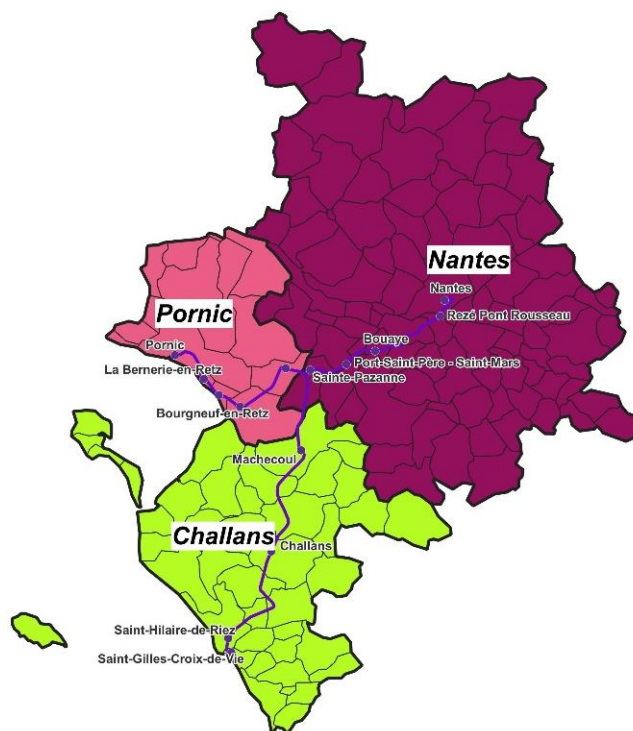 Nantes
Nantes
Rezé Pont Rousseau
Pornic
Bouaye
Pornic
Port-Saint-Père - Saint-Mars
La Bernerie-en-Retz
Sainte-Pazanne
Bourgneuf-en-Retz
Machecoul
Challans
Challans
Saint-Hilaire-de-Riez
Saint-Gilles-Croix-de-Vie